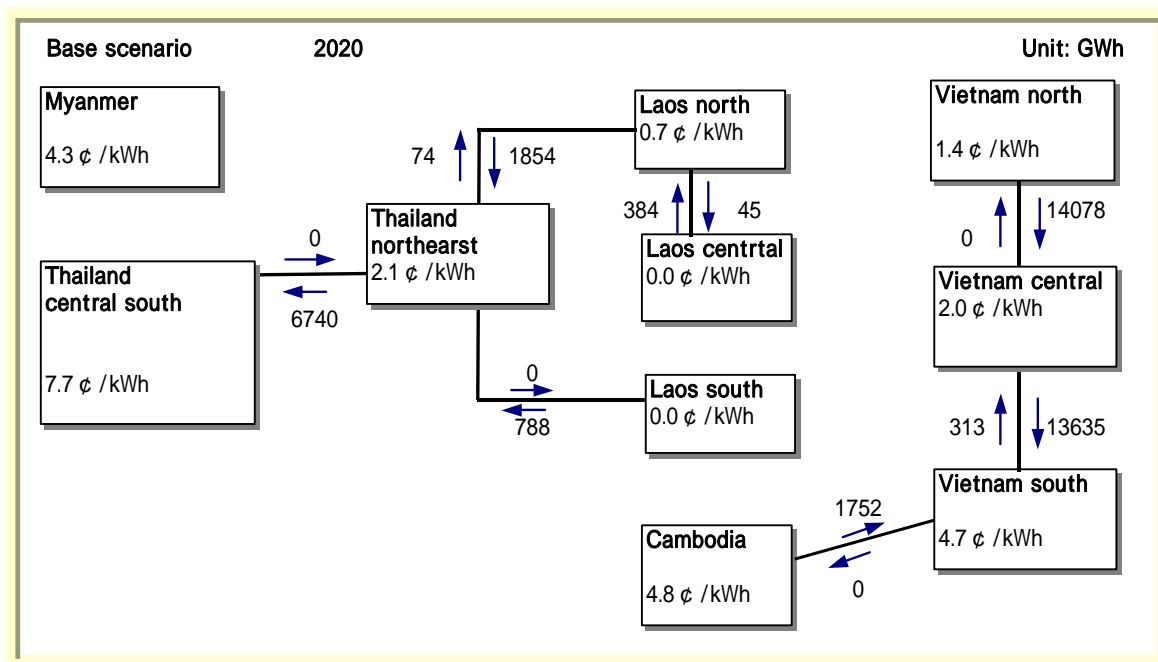 Base scenario 2020 Unit: GWh
Myanmer
4.3 ¢ /kWh
Laos north
0.7 ¢ /kWh
Vietnam north
1.4 ¢ /kWh
74
1854
384
45
0
14078
Thailand
northearst
2.1 ¢ /kWh
Laos centrtal
0.0 ¢ /kWh
Vietnam central
2.0 ¢ /kWh
0
6740
Thailand
central south
7.7 ¢ /kWh
0
788
Laos south
0.0 ¢ /kWh
313
13635
Vietnam south
4.7 ¢ /kWh
1752
0
Cambodia
4.8 ¢ /kWh